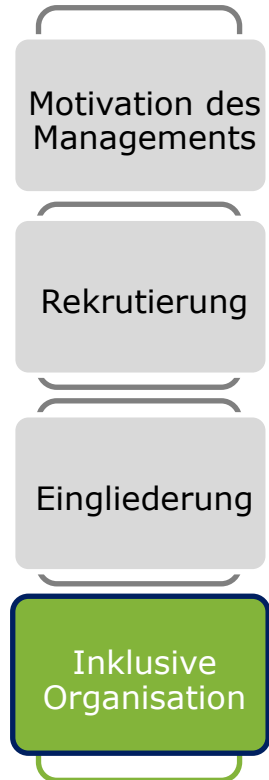 Motivation des
Managements
Rekrutierung
Eingliederung
Inklusive
Organisation